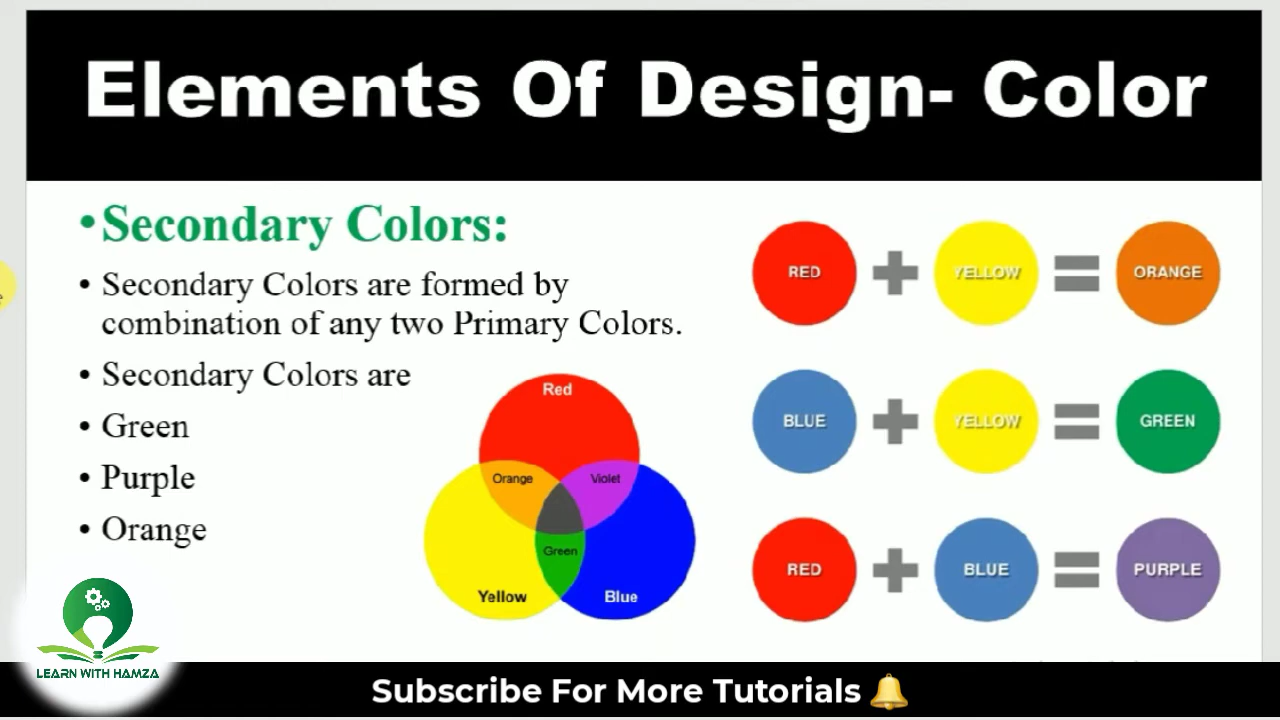 Elements Of Design- Color
•Secondary Colors:
• Secondary Colors are formed by
combination of any two Primary Colors.
• Secondary Colors are
• Green
• Purple
• Orange
Red
Orange
Violet
Green
Yellow
Blue
RED + YELLOW = ORANGE
BLUE + YELLOW = GREEN
RED + BLUE = PURPLE
LEARN WITH HAMZA
Subscribe For More Tutorials 🔔